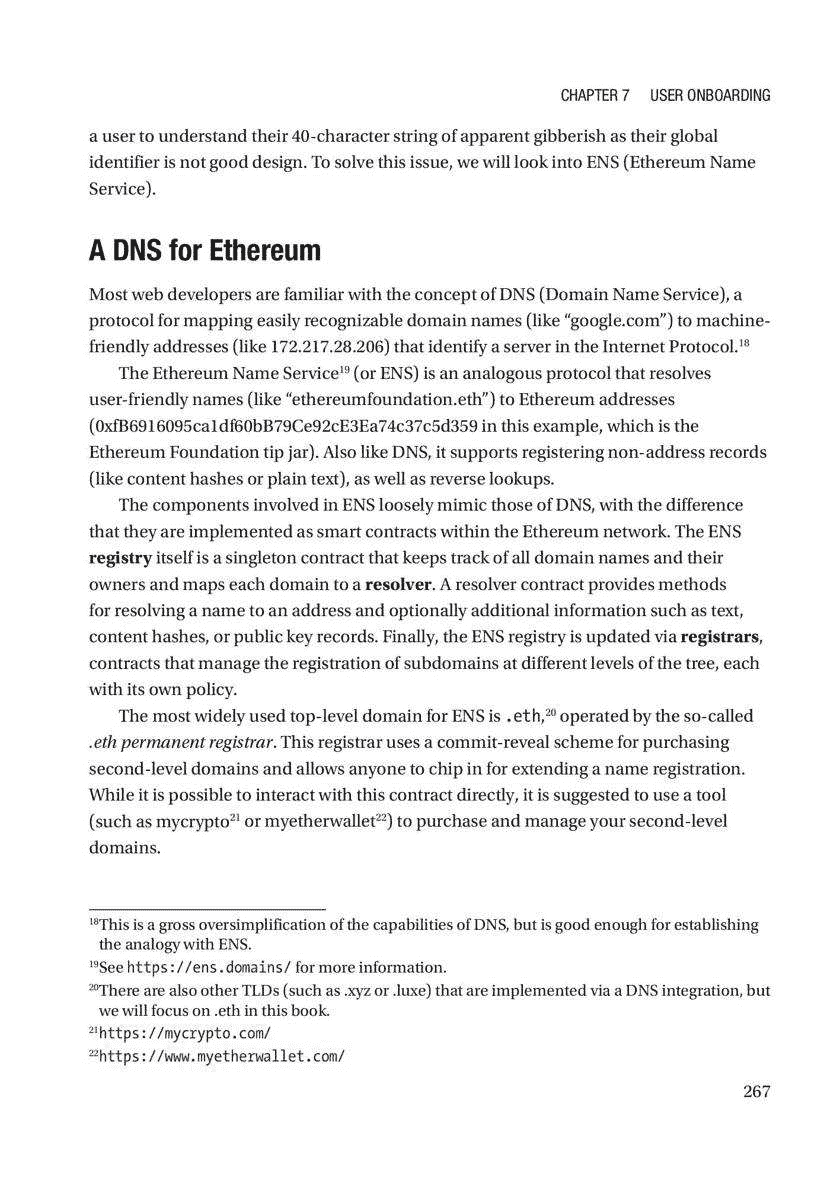 CHAPTER 7 USER ONBOARDING
a user to understand their 40-character string of apparent gibberish as their global
identifier is not good design. To solve this issue, we will look into ENS (Ethereum Name
Service).
A DNS for Ethereum
Most web developers are familiar with the concept of DNS (Domain Name Service), a
protocol for mapping easily recognizable domain names (like “google.com”) to machine-
friendly addresses (like 172.217.28.206) that identify a server in the Internet Protocol.18
The Ethereum Name Service19 (or ENS) is an analogous protocol that resolves
user-friendly names (like “ethereumfoundation.eth”) to Ethereum addresses
(0xfB6916095ca1df60bB79Ce92cE3Ea74c37c5d359 in this example, which is the
Ethereum Foundation tip jar). Also like DNS, it supports registering non-address records
(like content hashes or plain text), as well as reverse lookups.
The components involved in ENS loosely mimic those of DNS, with the difference
that they are implemented as smart contracts within the Ethereum network. The ENS
registry itself is a singleton contract that keeps track of all domain names and their
owners and maps each domain to a resolver. A resolver contract provides methods
for resolving a name to an address and optionally additional information such as text,
content hashes, or public key records. Finally, the ENS registry is updated via registrars,
contracts that manage the registration of subdomains at different levels of the tree, each
with its own policy.
The most widely used top-level domain for ENS is .eth,20 operated by the so-called
.eth permanent registrar. This registrar uses a commit-reveal scheme for purchasing
second-level domains and allows anyone to chip in for extending a name registration.
While it is possible to interact with this contract directly, it is suggested to use a tool
(such as mycrypto21 or myetherwallet22) to purchase and manage your second-level
domains.
18This is a gross oversimplification of the capabilities of DNS, but is good enough for establishing
the analogy with ENS.
19See https://ens.domains/ for more information.
20There are also other TLDs (such as .xyz or .luxe) that are implemented via a DNS integration, but
we will focus on .eth in this book.
21https://mycrypto.com/
22https://www.myetherwallet.com/
267